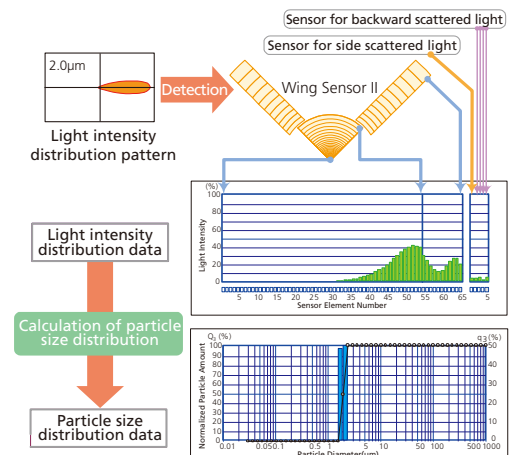 Sensor for backward scattered light
Sensor for side scattered light
2.0μm
Detection
Wing Sensor II
Light intensity
distribution pattern
(%)
100
80
60
40
20
0
Light Intensity
5 10 15 20 25 30 35 40 45 50 54 55 60 65 5
Sensor Element Number
Light intensity
distribution data
Calculation of particle
size distribution
Particle size
distribution data
Q3 (%)
q3(%)
100
90
80
70
60
50
40
30
20
10
0
50
40
30
20
10
0
Normalized Particle Amount
0.01 0.050.1 0.5 1 5 10 50 100 500 1000
Particle Diameter(μm)